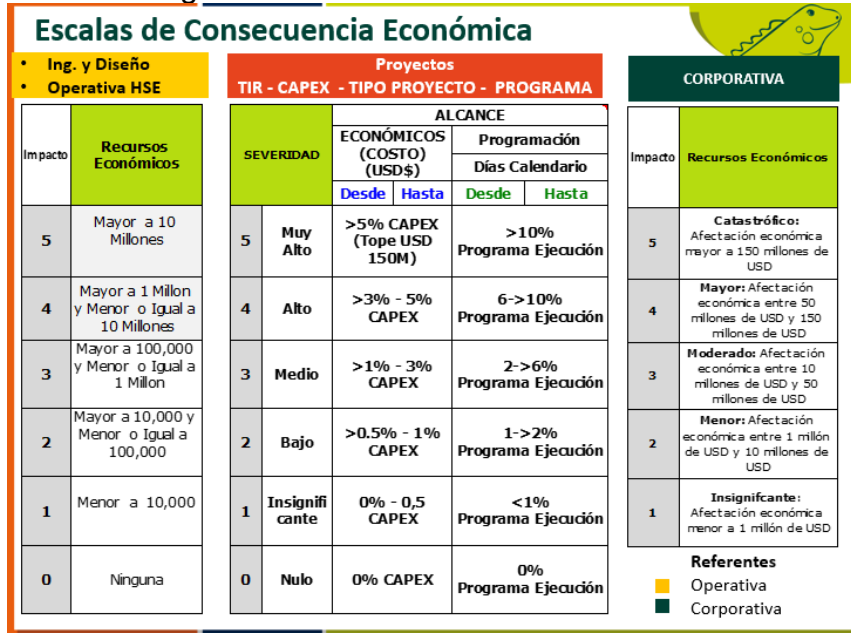 Escalas de Consecuencia Económica
• Ing. y Diseño
• Operativa HSE
Impacto
Recursos
Económicos
5
Mayor a 10
Millones
4
Mayor a 1 Millon
y Menor o Igual a
10 Millones
3
Mayor a 100,000
y Menor o Igual a
1 Millon
2
Mayor a 10,000 y
Menor o Igual a
100,000
1
Menor a 10,000
0
Ninguna
Proyectos
TIR - CAPEX - TIPO PROYECTO - PROGRAMA
SEVERIDAD
ALCANCE
ECONÓMICOS
(COSTO)
(USD$)
Programación
Días Calendario
Desde Hasta Desde Hasta
5
Muy
Alto
>5% CAPEX
(Tope USD
150M)
>10%
Programa Ejecución
4
Alto
>3% - 5%
CAPEX
6->10%
Programa Ejecución
3
Medio
>1% - 3%
CAPEX
2->6%
Programa Ejecución
2
Bajo
>0.5% - 1%
CAPEX
1->2%
Programa Ejecución
1
Insignifi
cante
0% - 0,5
CAPEX
<1%
Programa Ejecución
0
Nulo
0% CAPEX
0%
Programa Ejecución
CORPORATIVA
Impacto
Recursos Económicos
5
Catastrófico:
Afectación económica
mayor a 150 millones de
USD
4
Mayor: Afectación
económica entre 50
millones de USD y 150
millones de USD
3
Moderado: Afectación
económica entre 10
millones de USD y 50
millones de USD
2
Menor: Afectación
económica entre 1 millón
de USD y 10 millones de
USD
1
Insignifcante:
Afectación económica
menor a 1 millón de USD
Referentes
Operativa
Corporativa